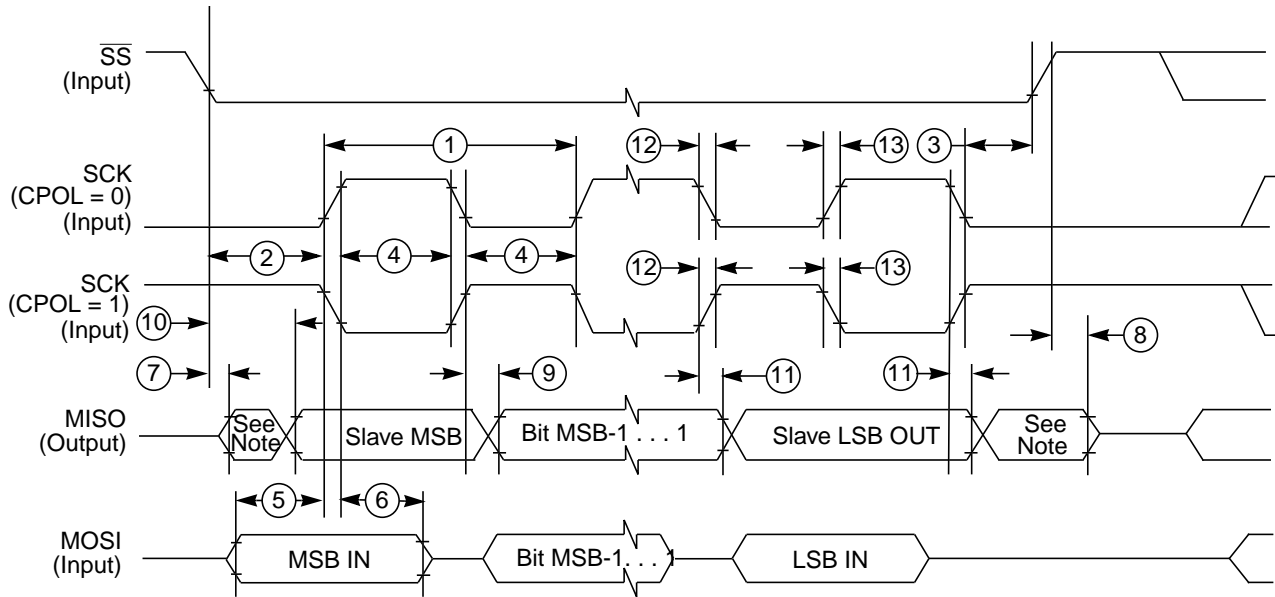 SS
(Input)
1
12
13
3
SCK
(CPOL = 0)
(Input)
2
4
4
12
13
SCK
(CPOL = 1)
(Input)
10
8
7
9
11
11
MISO
(Output)
See
Note
Slave MSB
Bit MSB-1 . . . 1
Slave LSB OUT
See
Note
5
6
MOSI
(Input)
MSB IN
Bit MSB-1. . . 1
LSB IN